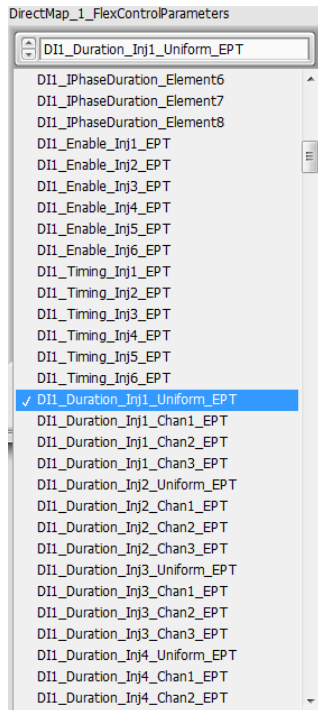 DirectMap_1_FlexControlParameters
DI1_Duration_Inj1_Uniform_EPT
DI1_IPhaseDuration_Element6
DI1_IPhaseDuration_Element7
DI1_IPhaseDuration_Element8
DI1_Enable_Inj1_EPT
DI1_Enable_Inj2_EPT
DI1_Enable_Inj3_EPT
DI1_Enable_Inj4_EPT
DI1_Enable_Inj5_EPT
DI1_Enable_Inj6_EPT
DI1_Timing_Inj1_EPT
DI1_Timing_Inj2_EPT
DI1_Timing_Inj3_EPT
DI1_Timing_Inj4_EPT
DI1_Timing_Inj5_EPT
DI1_Timing_Inj6_EPT
✓ DI1_Duration_Inj1_Uniform_EPT
DI1_Duration_Inj1_Chan1_EPT
DI1_Duration_Inj1_Chan2_EPT
DI1_Duration_Inj1_Chan3_EPT
DI1_Duration_Inj2_Uniform_EPT
DI1_Duration_Inj2_Chan1_EPT
DI1_Duration_Inj2_Chan2_EPT
DI1_Duration_Inj2_Chan3_EPT
DI1_Duration_Inj3_Uniform_EPT
DI1_Duration_Inj3_Chan1_EPT
DI1_Duration_Inj3_Chan2_EPT
DI1_Duration_Inj3_Chan3_EPT
DI1_Duration_Inj4_Uniform_EPT
DI1_Duration_Inj4_Chan1_EPT
DI1_Duration_Inj4_Chan2_EPT